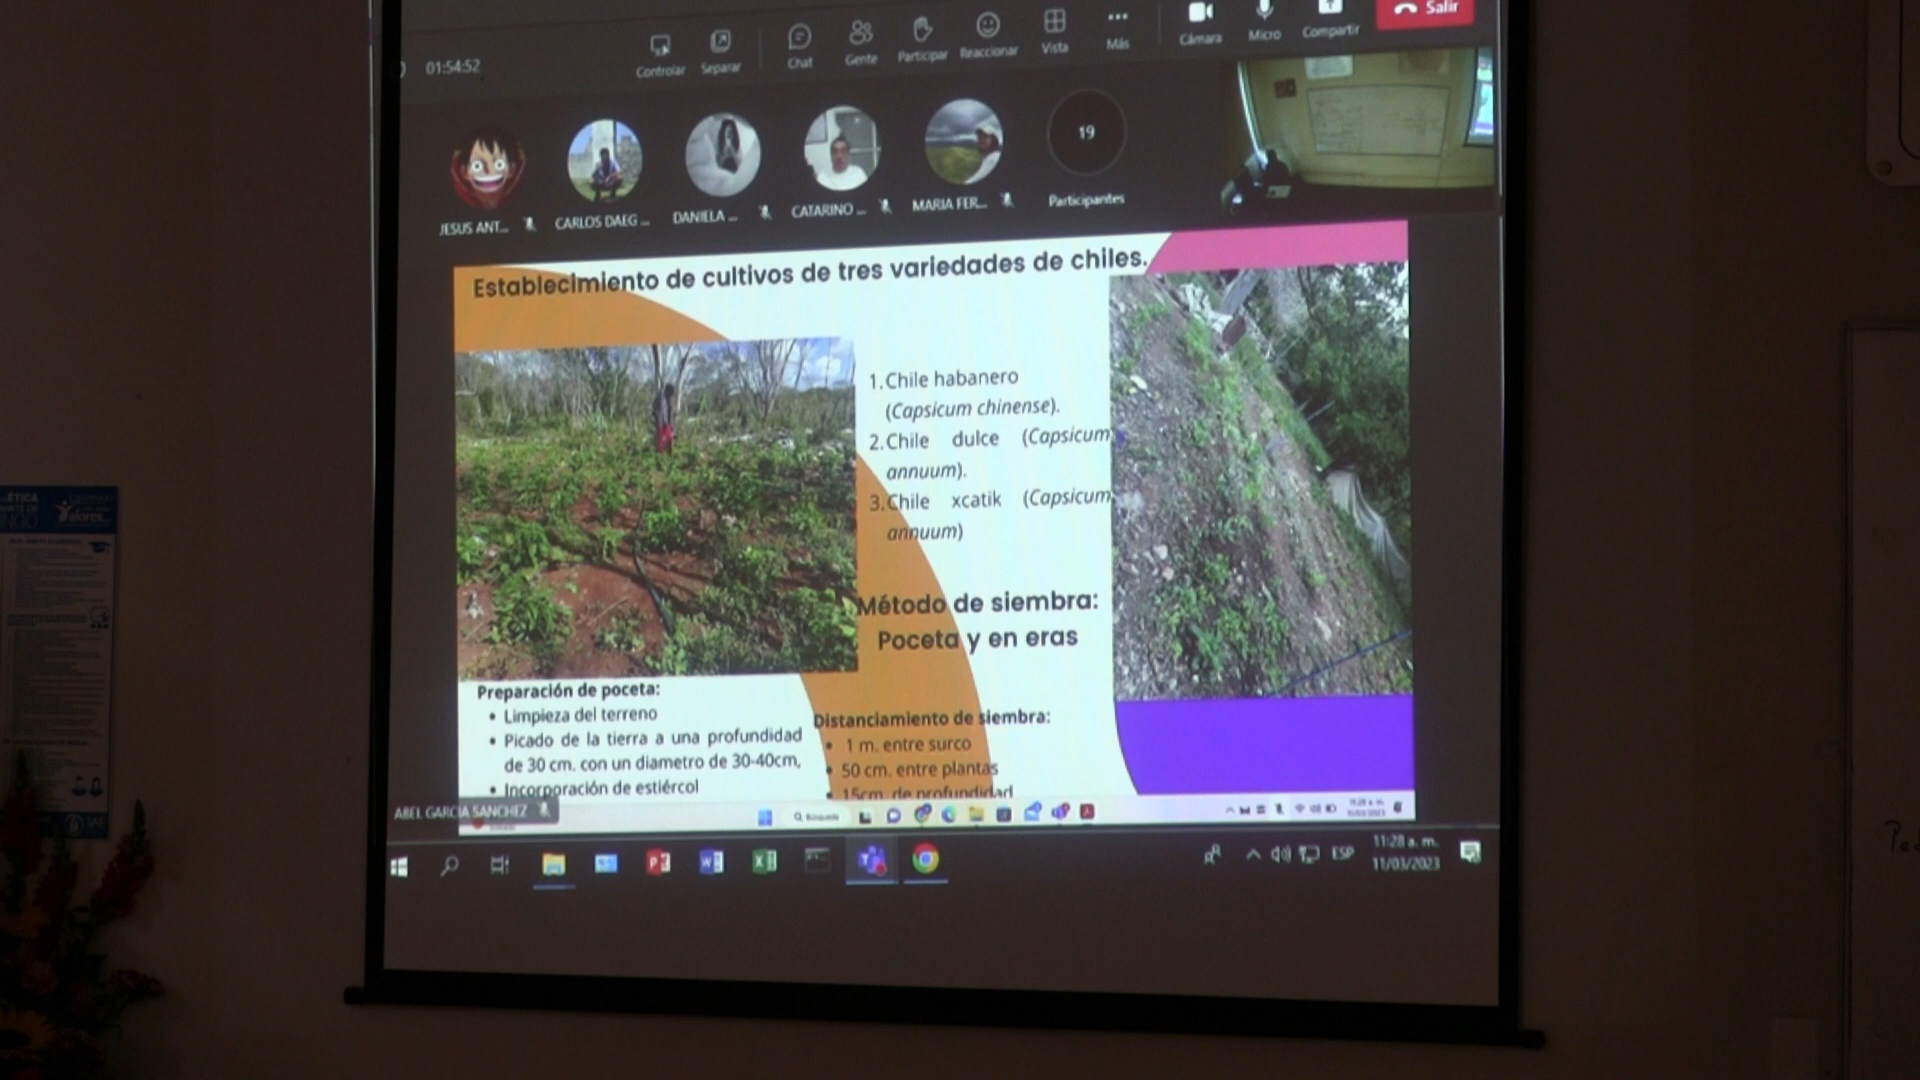 01:54:52
Controlar
Separar
Chat
Gente
Participar
Reaccionar
Vista
Más
Cámara
Micro
Compartir
Salir
JESUS ANT...
CARLOS DAEG ...
DANIELA ...
CATARINO ...
MARIA FER...
19
Participantes
Establecimiento de cultivos de tres variedades de chiles.
1. Chile habanero
(Capsicum chinense).
2. Chile dulce (Capsicum
annuum).
3. Chile xcatik (Capsicum
annuum)
Método de siembra:
Poceta y en eras
Preparación de poceta:
• Limpieza del terreno
• Picado de la tierra a una profundidad
de 30 cm. con un diametro de 30-40cm,
• Incorporación de estiércol
Distanciamiento de siembra:
• 1 m. entre surco
• 50 cm. entre plantas
• 15cm. de profundidad
ABEL GARCIA SANCHEZ
Búsqueda
11:28 a. m.
ESP
11:28 a. m.
11/03/2023
ÉTICA
alores